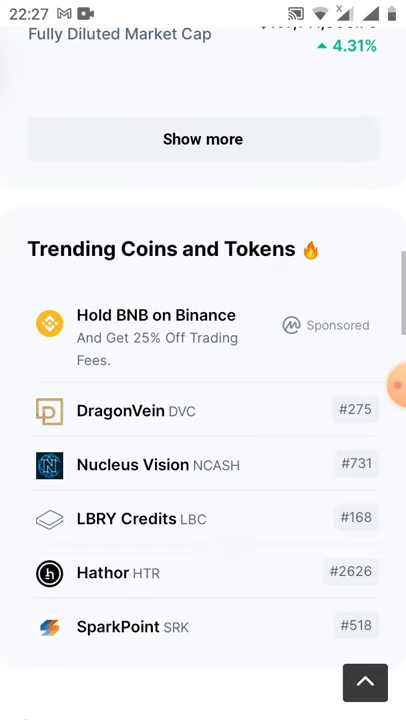 22:27
Fully Diluted Market Cap
4.31%
Show more
Trending Coins and Tokens 🔥
Hold BNB on Binance
And Get 25% Off Trading
Fees.
Sponsored
DragonVein DVC #275
Nucleus Vision NCASH #731
LBRY Credits LBC #168
Hathor HTR #2626
SparkPoint SRK #518